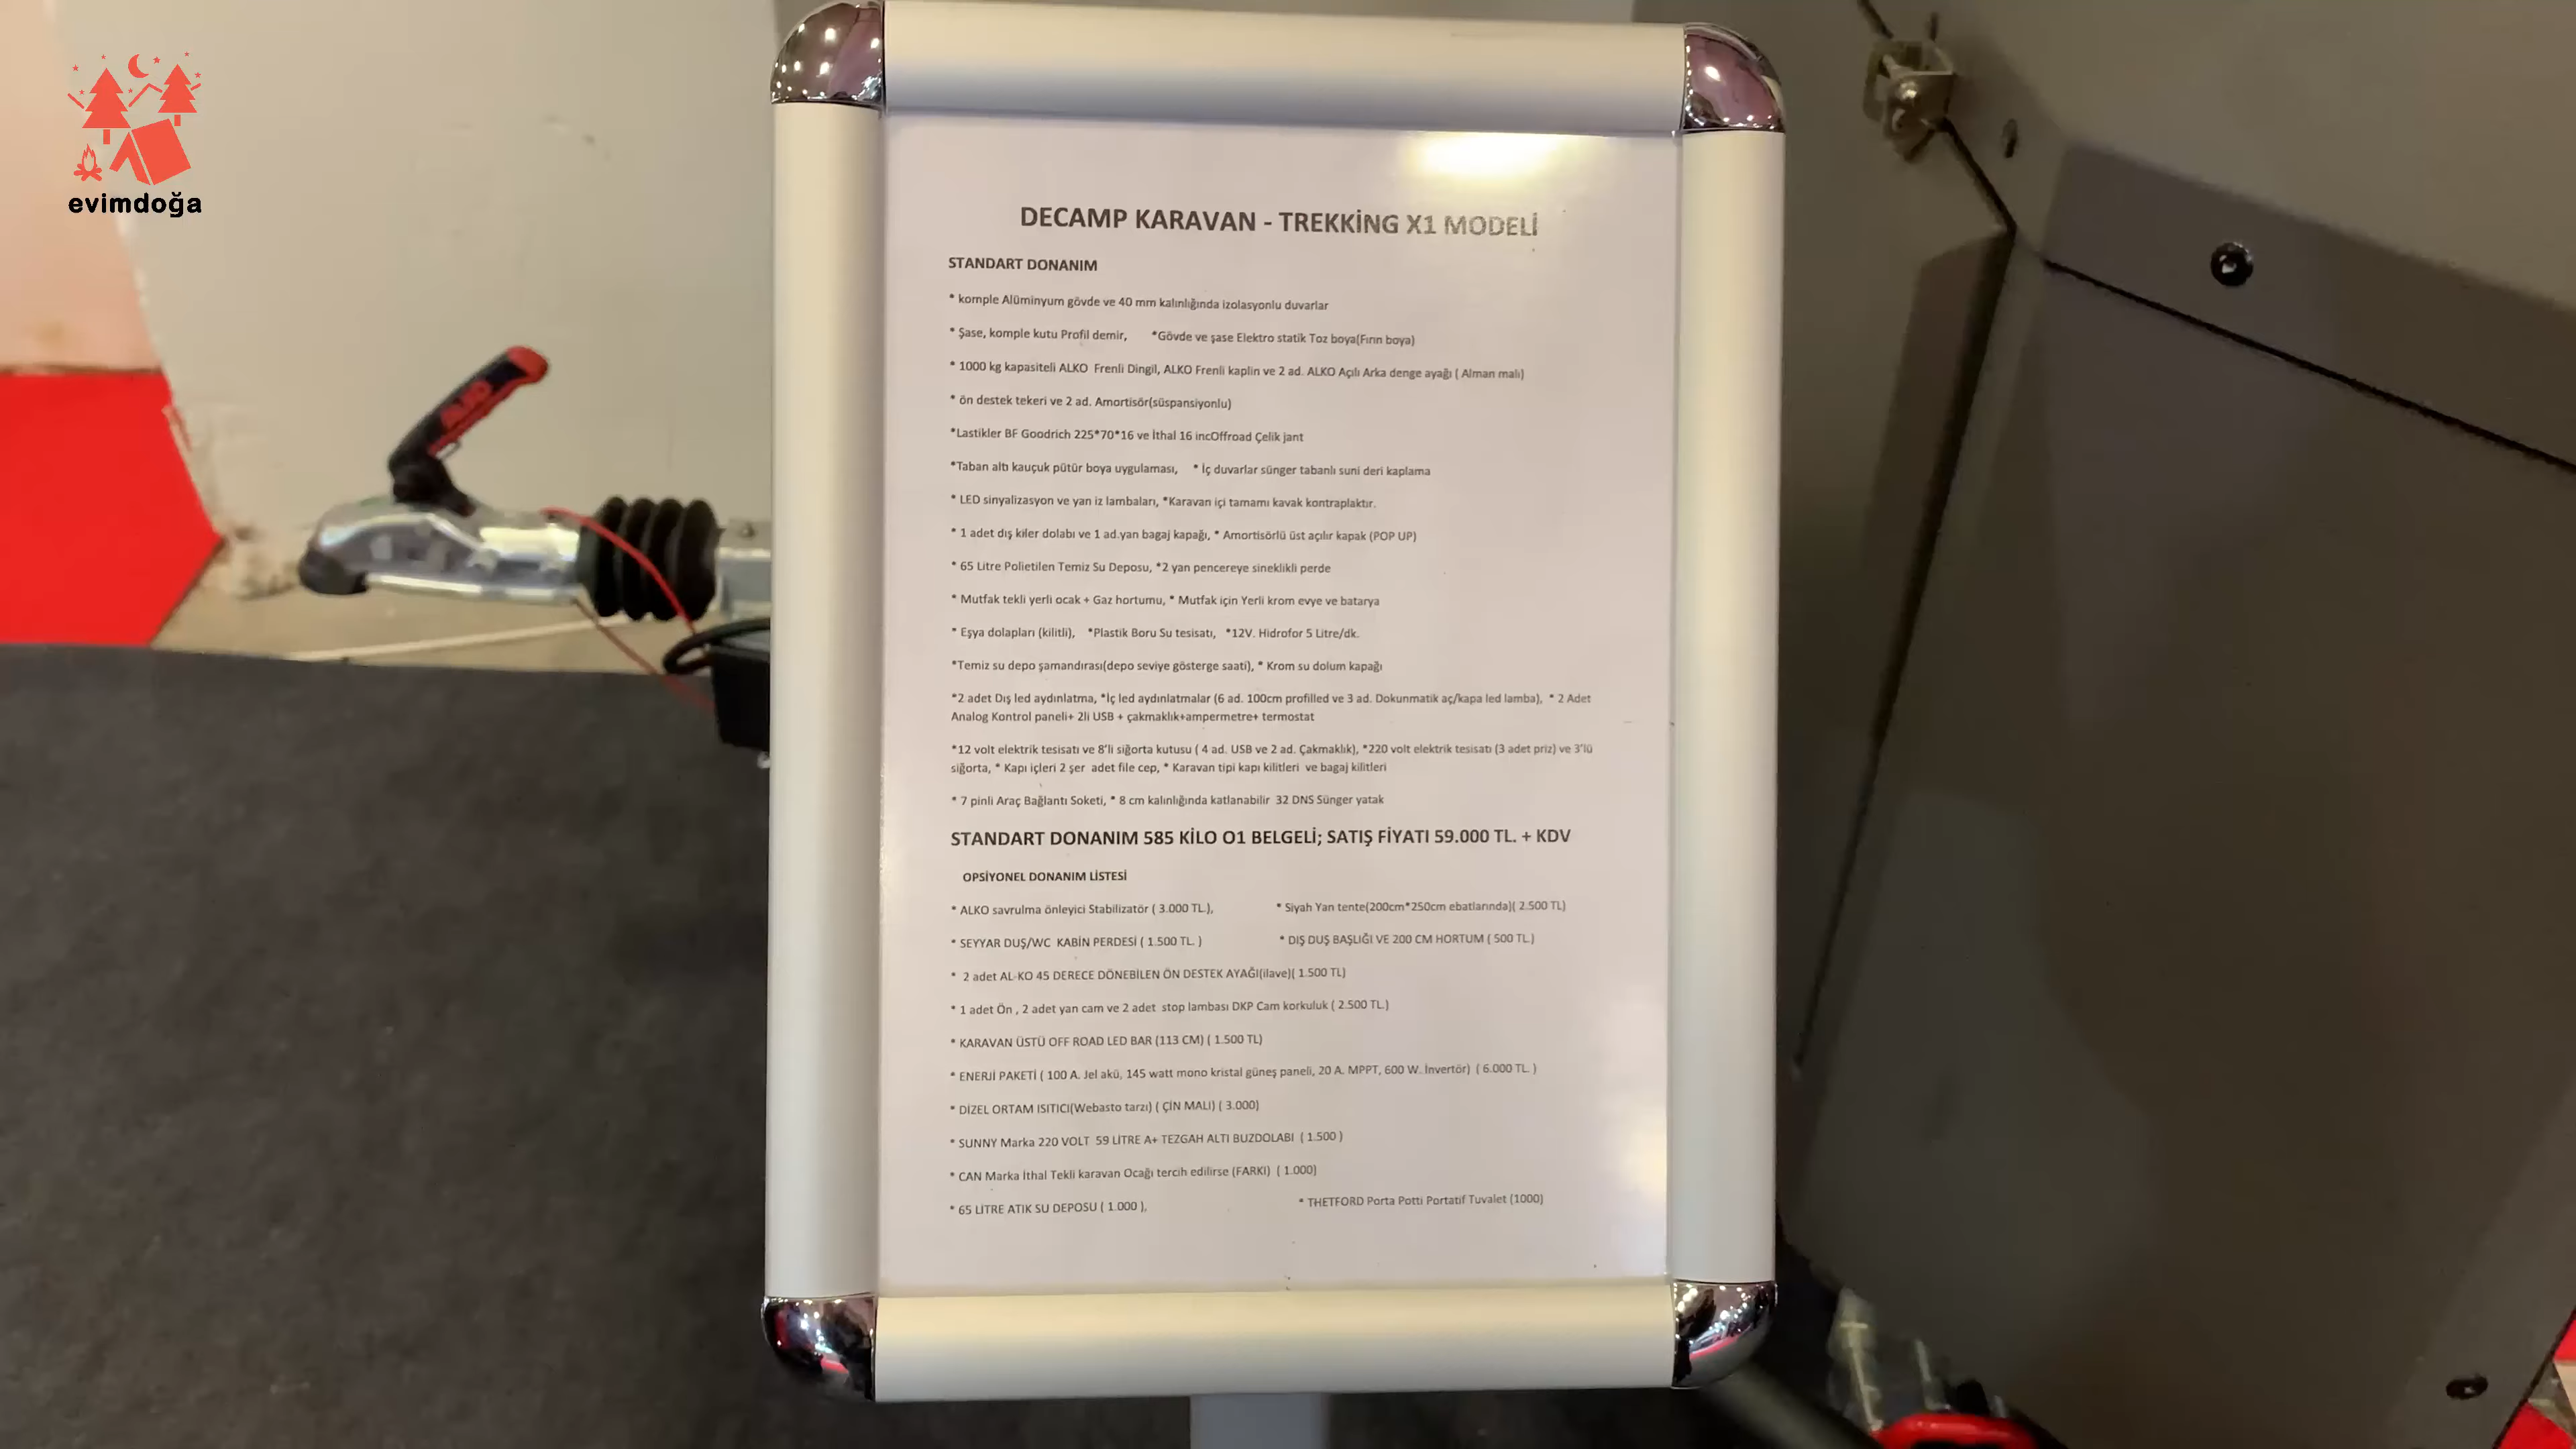 evimdoğa
ALKO
DECAMP KARAVAN - TREKKİNG X1 MODELİ
STANDART DONANIM
* komple Alüminyum gövde ve 40 mm kalınlığında izolasyonlu duvarlar
* Şase, komple kutu Profil demir, *Gövde ve şase Elektro statik Toz boya(Fırın boya)
* 1000 kg kapasiteli ALKO Frenli Dingil, ALKO Frenli kaplin ve 2 ad. ALKO Açılı Arka denge ayağı ( Alman malı)
* ön destek tekeri ve 2 ad. Amortisör(süspansiyonlu)
*Lastikler BF Goodrich 225*70*16 ve İthal 16 incOffroad Çelik jant
*Taban altı kauçuk pütür boya uygulaması, * İç duvarlar sünger tabanlı suni deri kaplama
* LED sinyalizasyon ve yan iz lambaları, *Karavan içi tamamı kavak kontraplaktır.
* 1 adet dış kiler dolabı ve 1 ad.yan bagaj kapağı, * Amortisörlü üst açılır kapak (POP UP)
* 65 Litre Polietilen Temiz Su Deposu, *2 yan pencereye sineklikli perde
* Mutfak tekli yerli ocak + Gaz hortumu, * Mutfak için Yerli krom evye ve batarya
* Eşya dolapları (kilitli), *Plastik Boru Su tesisatı, *12V. Hidrofor 5 Litre/dk.
*Temiz su depo şamandırası(depo seviye gösterge saati), * Krom su dolum kapağı
*2 adet Dış led aydınlatma, *İç led aydınlatmalar (6 ad. 100cm profilled ve 3 ad. Dokunmatik aç/kapa led lamba), * 2 Adet
Analog Kontrol paneli+ 2li USB + çakmaklık+ampermetre+ termostat
*12 volt elektrik tesisatı ve 8'li siğorta kutusu ( 4 ad. USB ve 2 ad. Çakmaklık), *220 volt elektrik tesisatı (3 adet priz) ve 3'lü
siğorta, * Kapı içleri 2 şer adet file cep, * Karavan tipi kapı kilitleri ve bagaj kilitleri
* 7 pinli Araç Bağlantı Soketi, * 8 cm kalınlığında katlanabilir 32 DNS Sünger yatak
STANDART DONANIM 585 KİLO O1 BELGELİ; SATIŞ FİYATI 59.000 TL. + KDV
OPSİYONEL DONANIM LİSTESİ
* ALKO savrulma önleyici Stabilizatör ( 3.000 TL.), * Siyah Yan tente(200cm*250cm ebatlarında)( 2.500 TL)
* SEYYAR DUŞ/WC KABİN PERDESİ ( 1.500 TL. ) * DIŞ DUŞ BAŞLIĞI VE 200 CM HORTUM ( 500 TL.)
* 2 adet AL-KO 45 DERECE DÖNEBİLEN ÖN DESTEK AYAĞI(ilave)( 1.500 TL)
* 1 adet Ön , 2 adet yan cam ve 2 adet stop lambası DKP Cam korkuluk ( 2.500 TL.)
* KARAVAN ÜSTÜ OFF ROAD LED BAR (113 CM) ( 1.500 TL)
* ENERJİ PAKETİ ( 100 A. Jel akü, 145 watt mono kristal güneş paneli, 20 A. MPPT, 600 W. İnvertör) ( 6.000 TL. )
* DİZEL ORTAM ISITICI(Webasto tarzı) ( ÇİN MALI) ( 3.000)
* SUNNY Marka 220 VOLT 59 LİTRE A+ TEZGAH ALTI BUZDOLABI ( 1.500 )
* CAN Marka İthal Tekli karavan Ocağı tercih edilirse (FARKI) ( 1.000)
* 65 LİTRE ATIK SU DEPOSU ( 1.000 ), * THETFORD Porta Potti Portatif Tuvalet (1000)